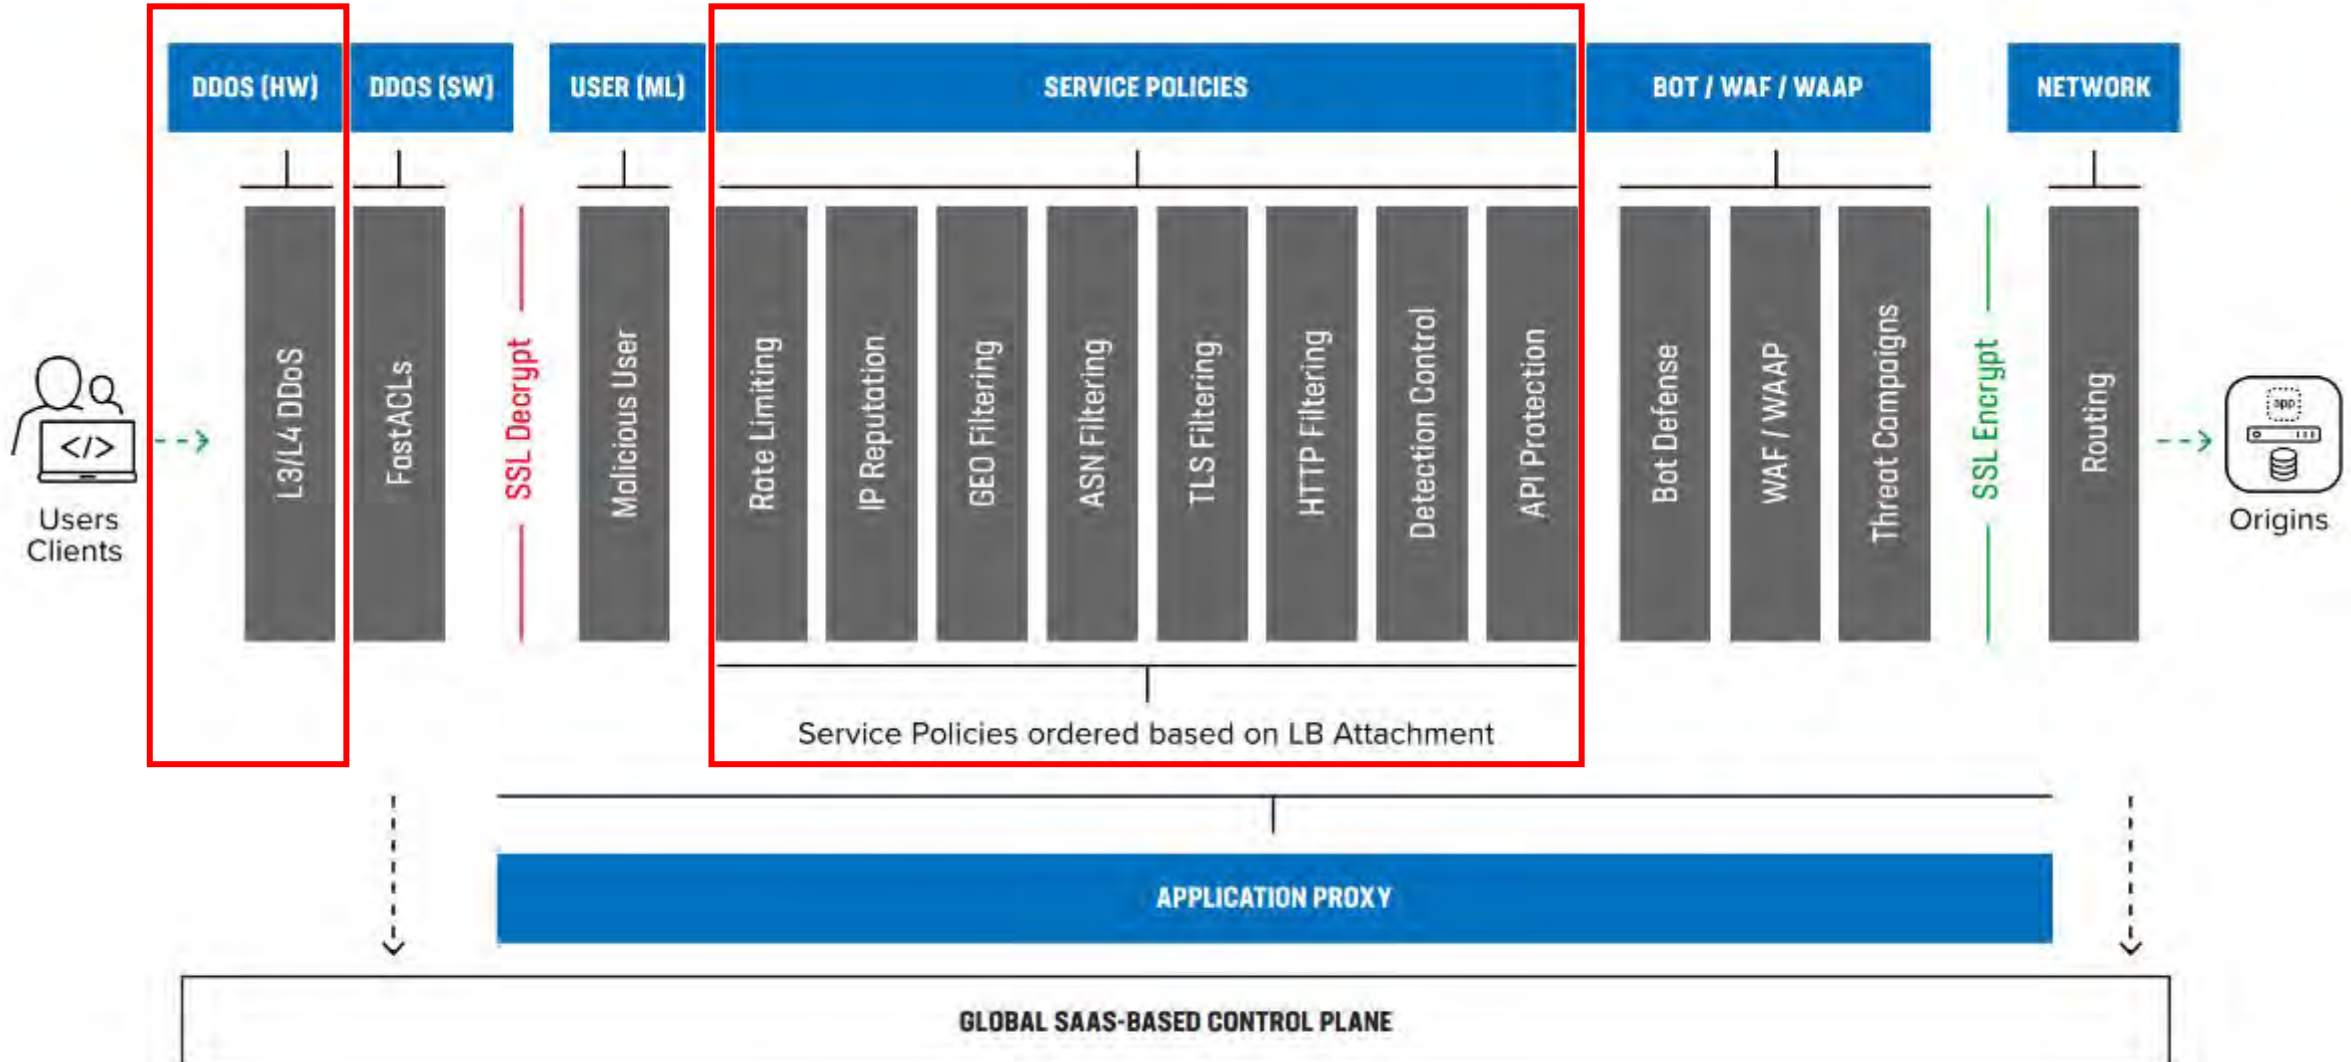 DDOS (HW)
DDOS (SW)
USER (ML)
SERVICE POLICIES
BOT / WAF / WAAP
NETWORK
Users
Clients
</>
L3/L4 DDoS
FastACLs
SSL Decrypt
Malicious User
Rate Limiting
IP Reputation
GEO Filtering
ASN Filtering
TLS Filtering
HTTP Filtering
Detection Control
API Protection
Bot Defense
WAF / WAAP
Threat Campaigns
SSL Encrypt
Routing
app
Origins
Service Policies ordered based on LB Attachment
APPLICATION PROXY
GLOBAL SAAS-BASED CONTROL PLANE